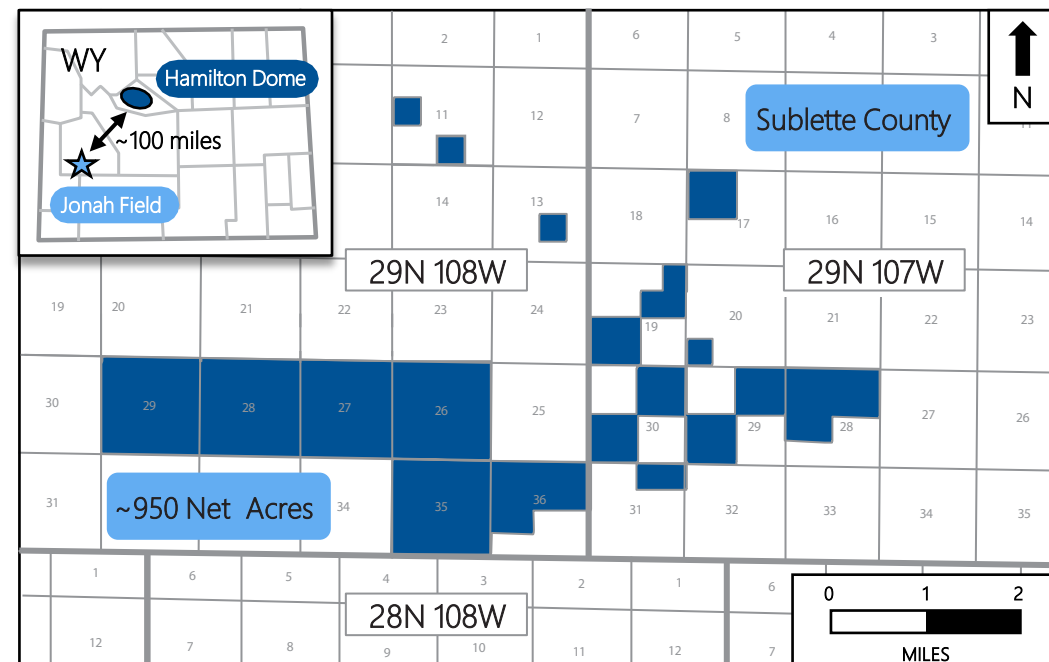 WY
Hamilton Dome
~100 miles
Jonah Field
2 1 6 5 4 3
N
11 12 7 8
Sublette County
14 13 18 17 16 15 14
29N 108W
29N 107W
19 20 21 22 23 24 19 20 21 22 23
30 29 28 27 26 25 30 29 28 27 26
31 34 35 36 31 32 33 34 35
~950 Net Acres
1 6 5 4 3 2 1 6
28N 108W
12 7 8 9 10 11 12 7
0 1 2
MILES